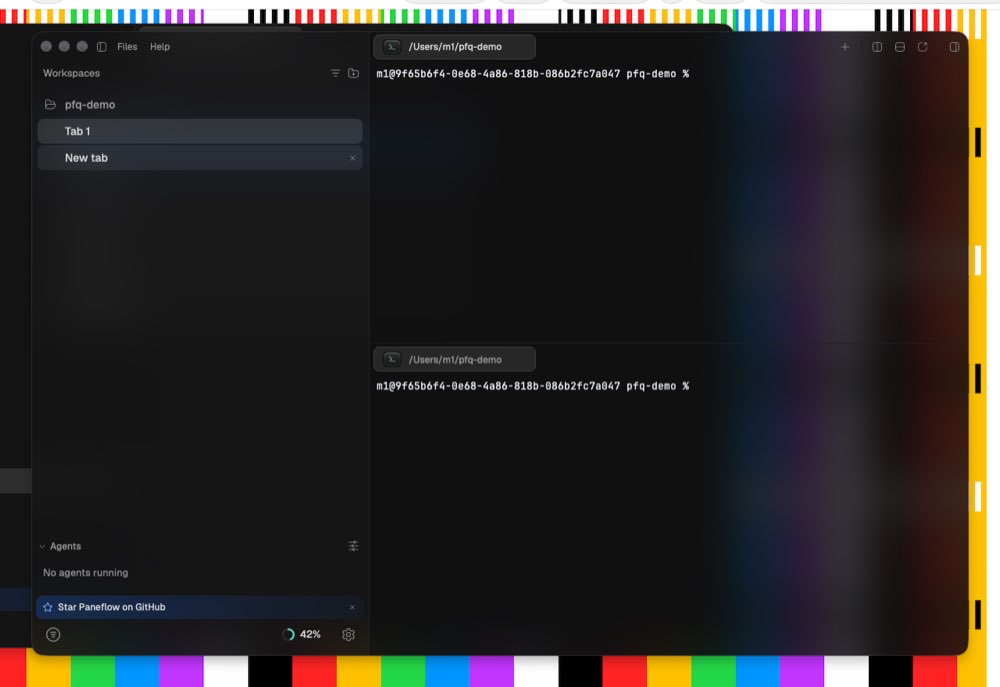 Files Help
Workspaces
pfq-demo
Tab 1
New tab
Agents
No agents running
Star Paneflow on GitHub
42%
/Users/m1/pfq-demo
m1@9f65b6f4-0e68-4a86-818b-086b2fc7a047 pfq-demo %
/Users/m1/pfq-demo
m1@9f65b6f4-0e68-4a86-818b-086b2fc7a047 pfq-demo %